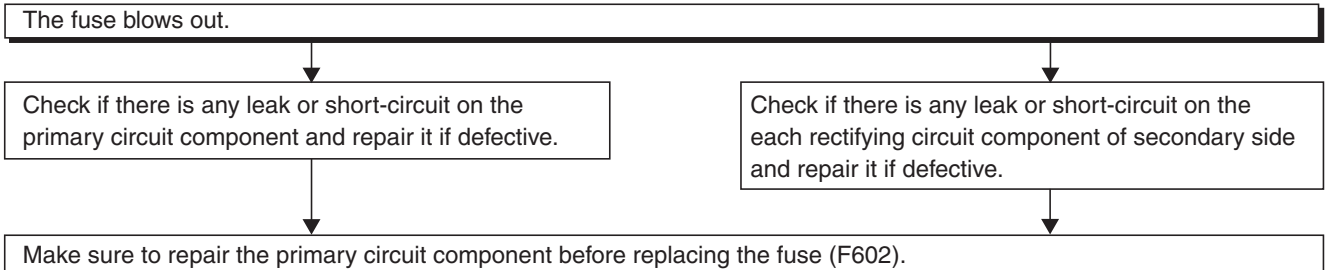 The fuse blows out.
Check if there is any leak or short-circuit on the
primary circuit component and repair it if defective.
Check if there is any leak or short-circuit on the
each rectifying circuit component of secondary side
and repair it if defective.
Make sure to repair the primary circuit component before replacing the fuse (F602).